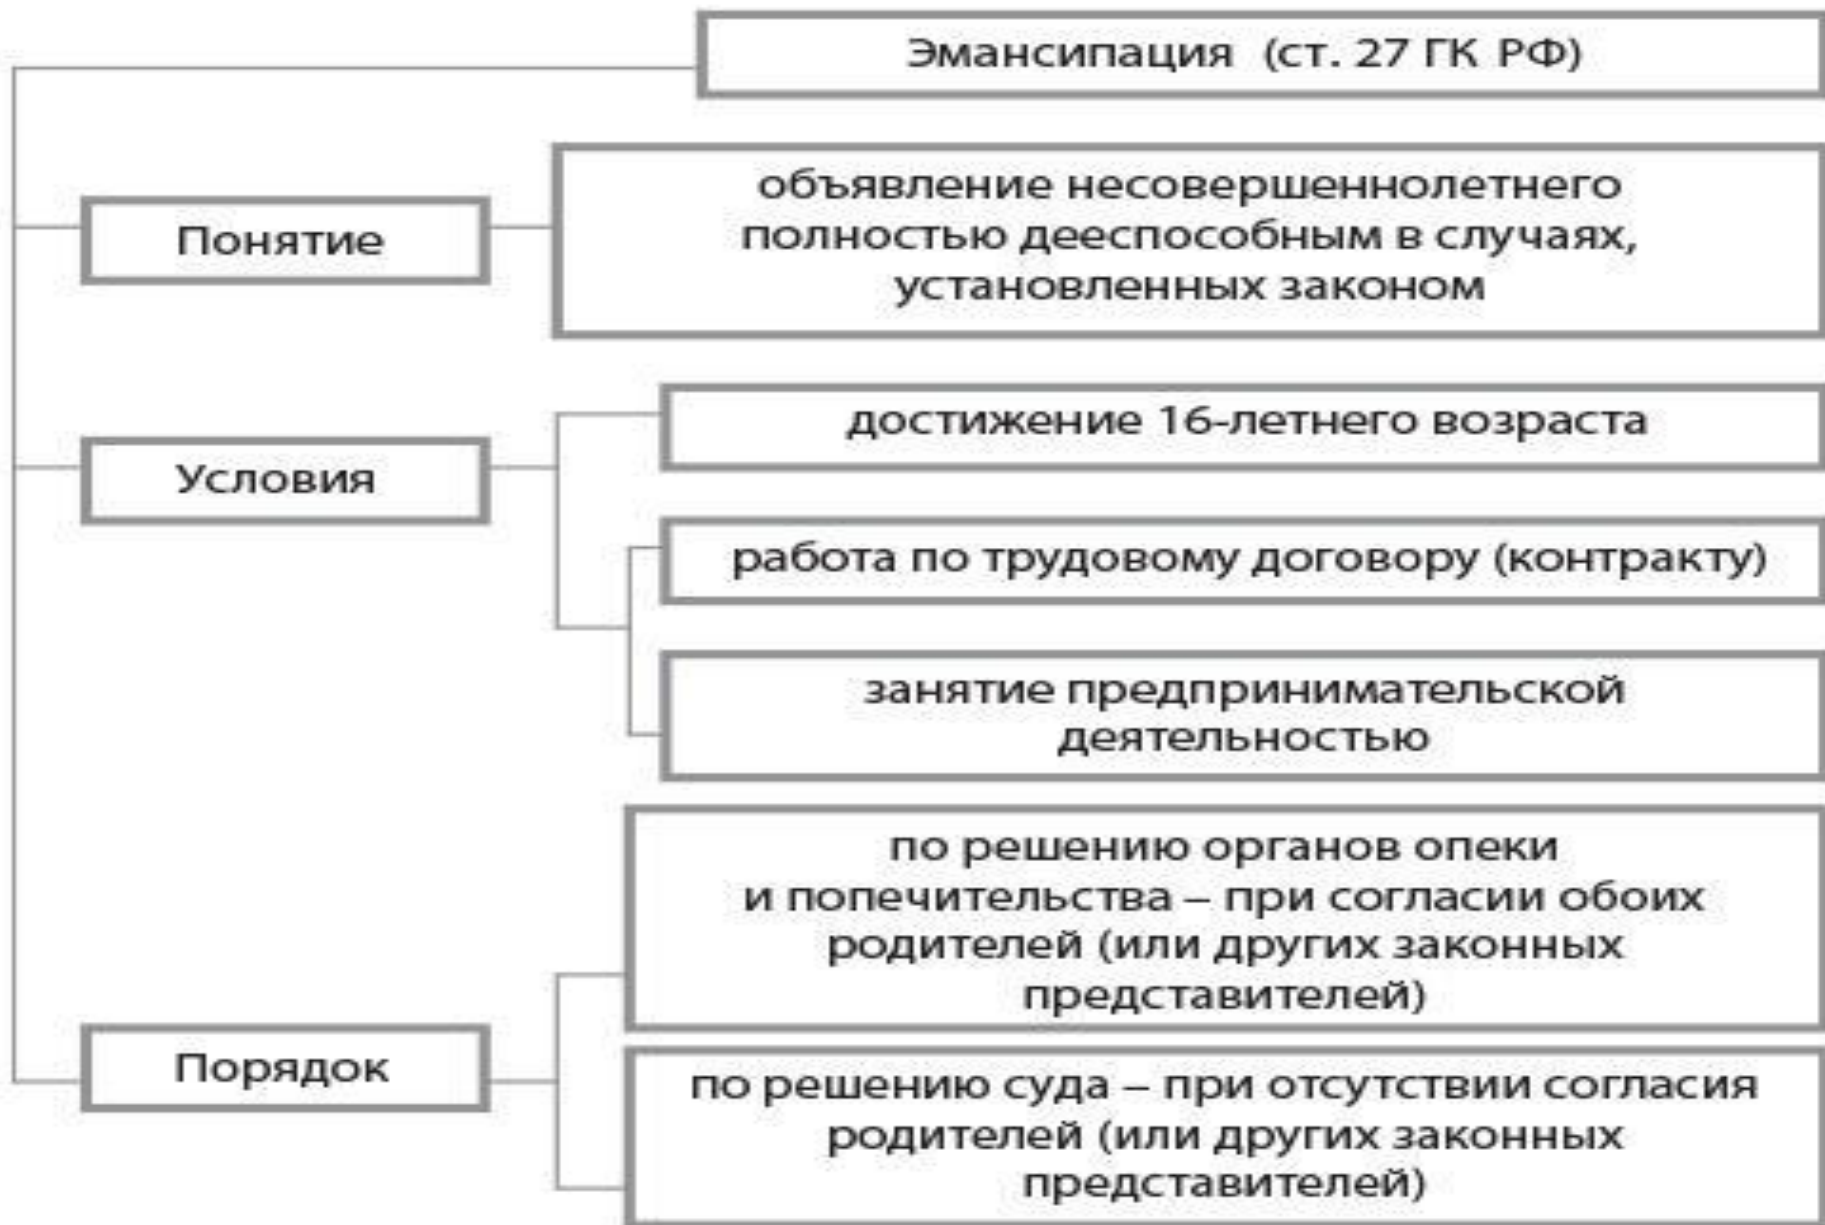 Эмансипация (ст. 27 ГК РФ)
Понятие
объявление несовершеннолетнего
полностью дееспособным в случаях,
установленных законом
Условия
достижение 16-летнего возраста
работа по трудовому договору (контракту)
занятие предпринимательской
деятельностью
Порядок
по решению органов опеки
и попечительства – при согласии обоих
родителей (или других законных
представителей)
по решению суда – при отсутствии согласия
родителей (или других законных
представителей)